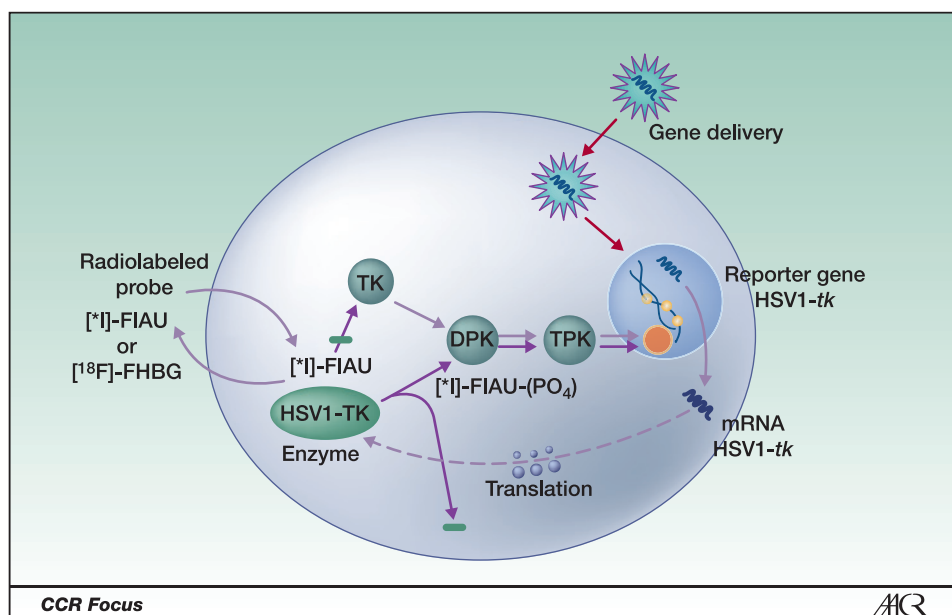 Gene delivery
Radiolabeled
probe
[*I]-FIAU
or
[¹⁸F]-FHBG
TK
[*I]-FIAU
HSV1-TK
Enzyme
DPK
TPK
[*I]-FIAU-(PO₄)
Reporter gene
HSV1-tk
mRNA
HSV1-tk
Translation
CCR Focus
AACR